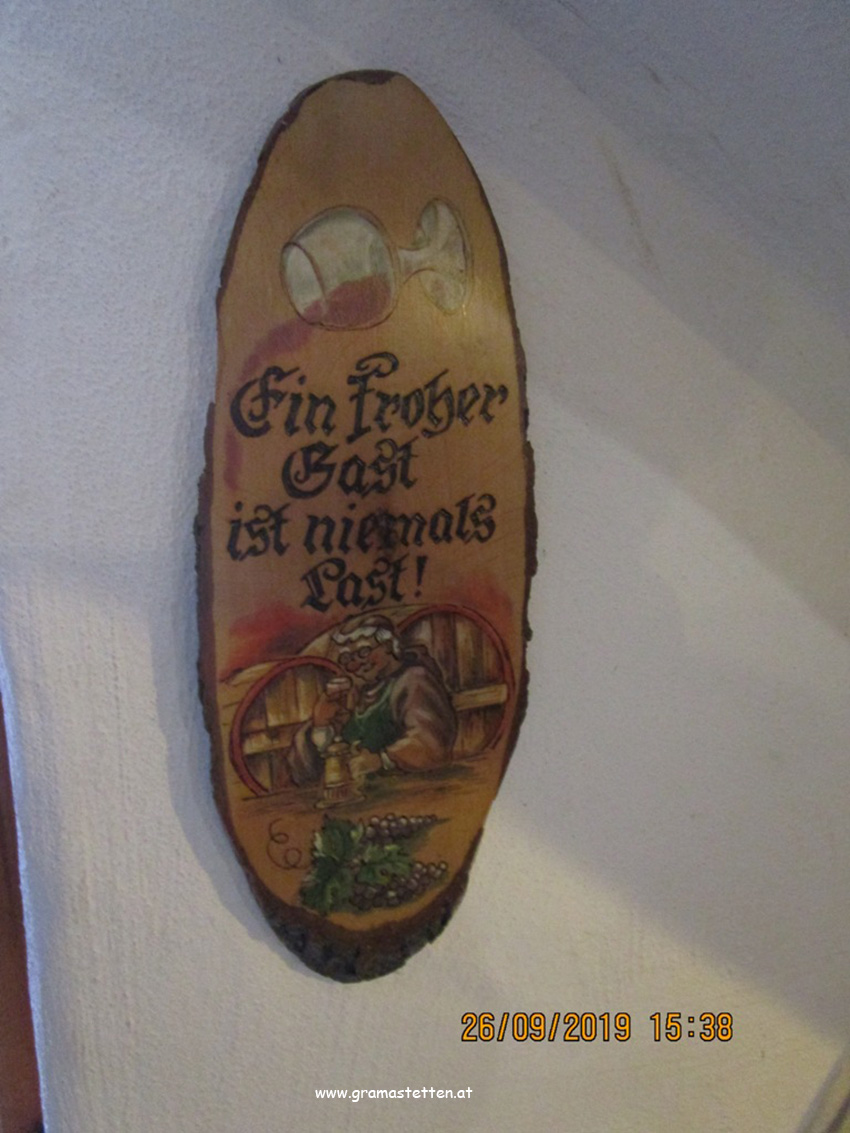 Ein froher
Gast
ist niemals
Last!
26/09/2019 15:38
www.gramastetten.at